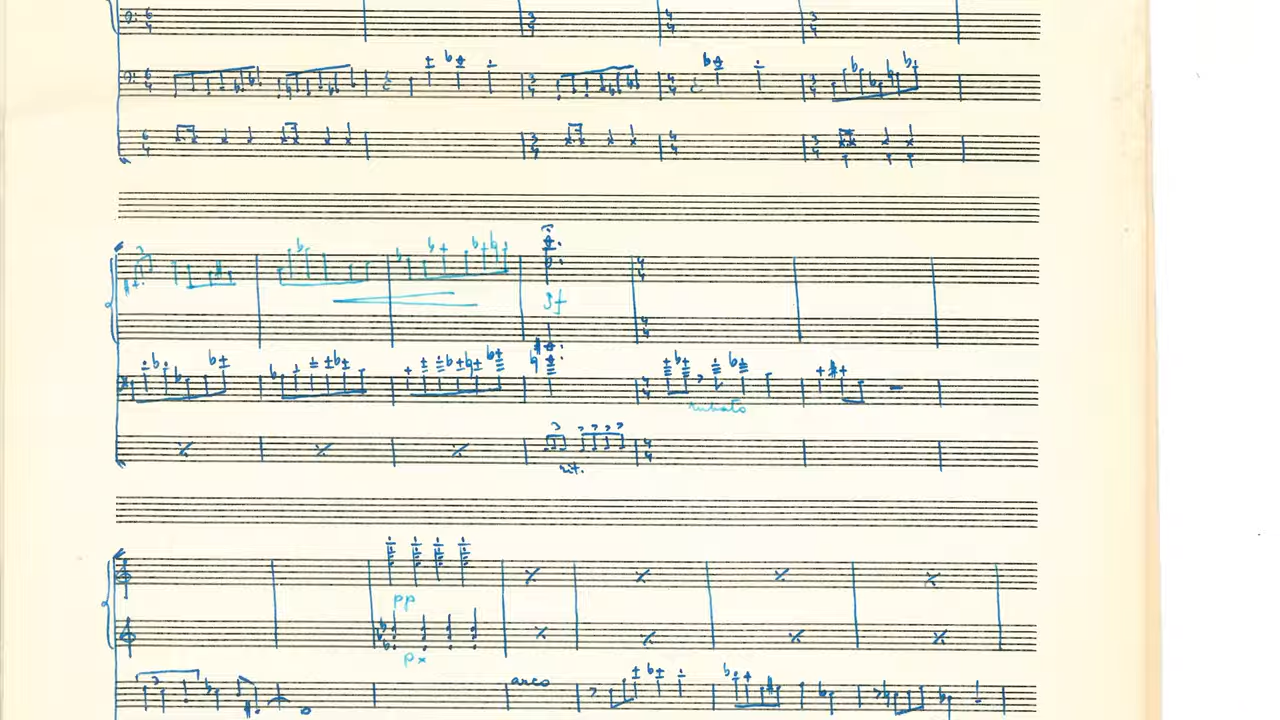 sf
rubato
rit.
pp
arco